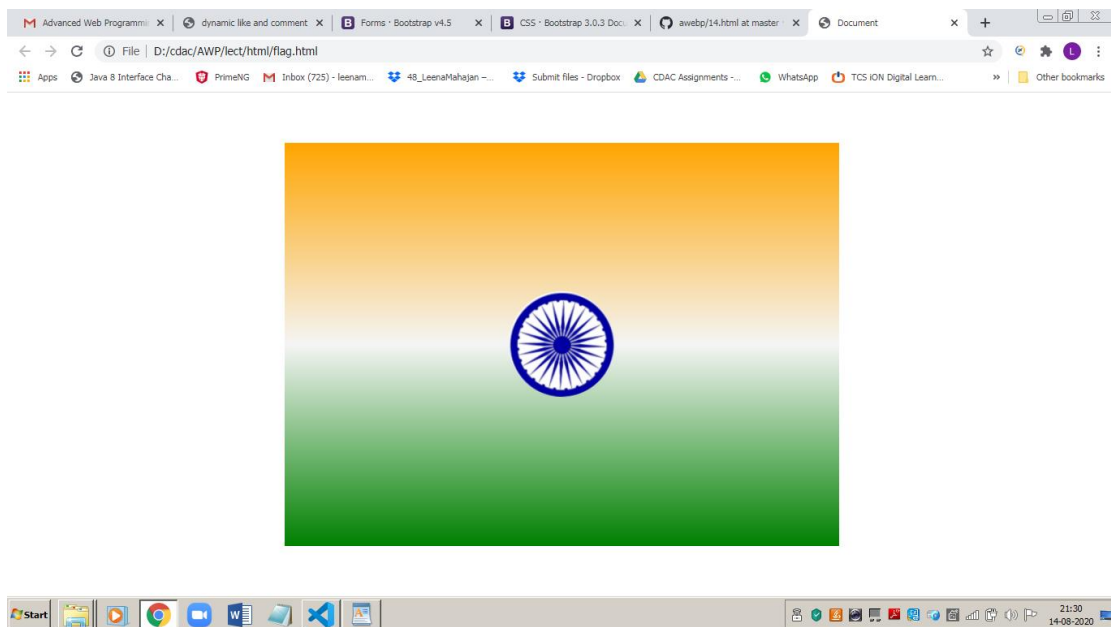 Advanced Web Programmi
dynamic like and comment
Forms · Bootstrap v4.5
CSS · Bootstrap 3.0.3 Docu
awebp/14.html at master ·
Document
File | D:/cdac/AWP/lect/html/flag.html
L
Apps
Java 8 Interface Cha...
PrimeNG
Inbox (725) - leenam...
48_LeenaMahajan –...
Submit files - Dropbox
CDAC Assignments -...
WhatsApp
TCS iON Digital Learn...
»
Other bookmarks
Start
21:30
14-08-2020